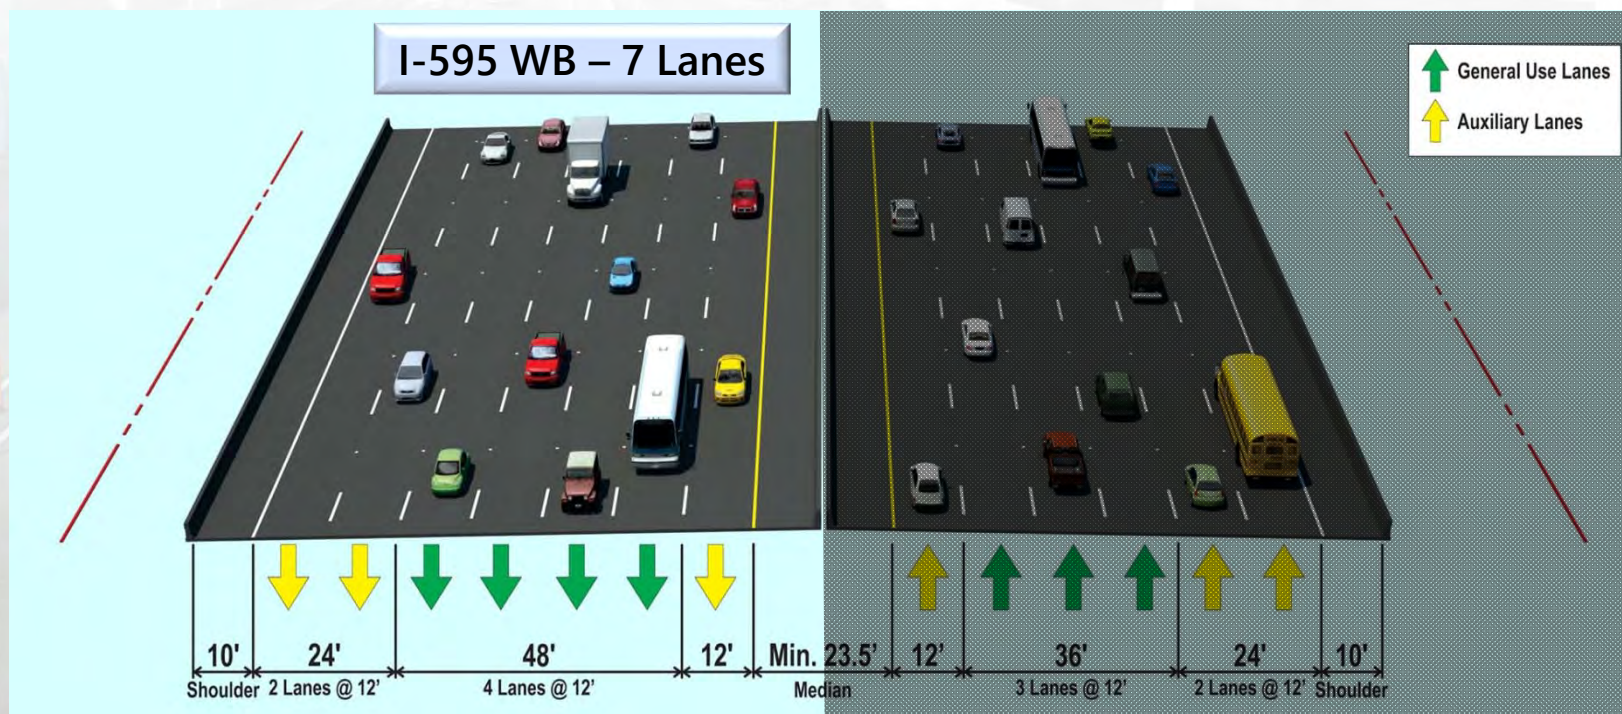 I-595 WB – 7 Lanes
General Use Lanes
Auxiliary Lanes
10' 24' 48' 12' Min. 23.5' 12' 36' 24' 10'
Shoulder 2 Lanes @ 12' 4 Lanes @ 12' Median 3 Lanes @ 12' 2 Lanes @ 12' Shoulder